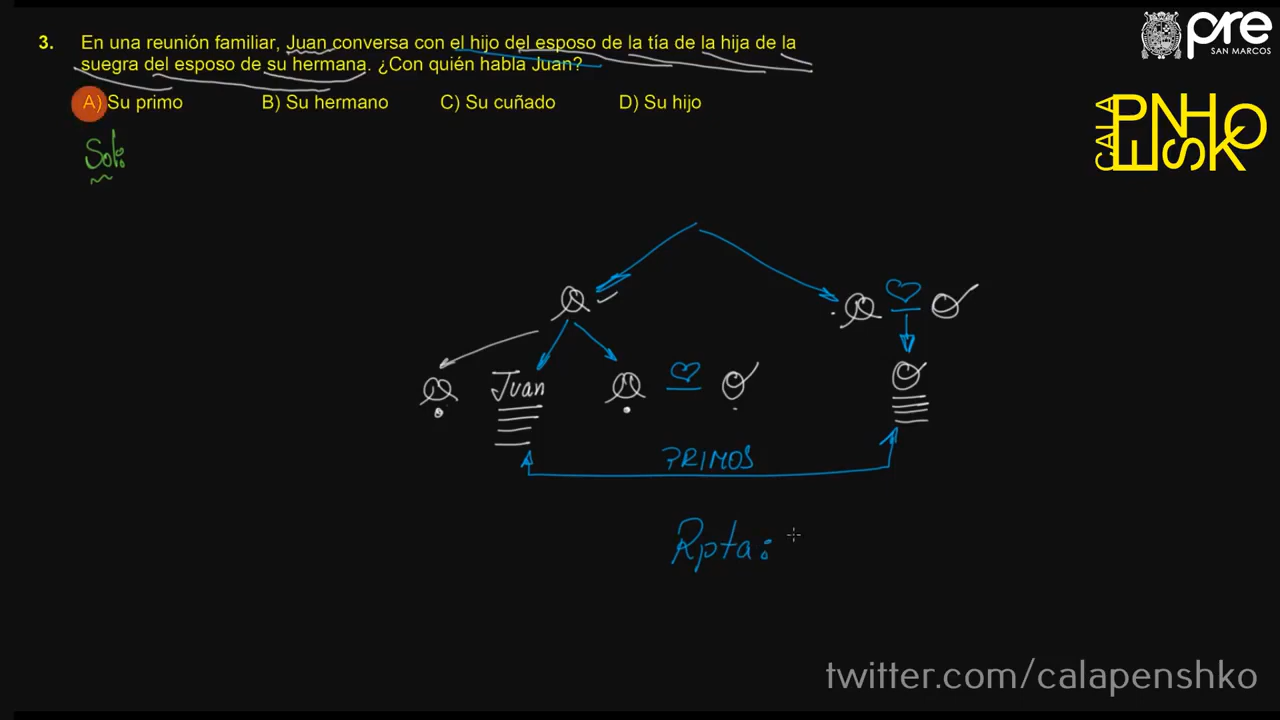 3. En una reunión familiar, Juan conversa con el hijo del esposo de la tía de la hija de la
suegra del esposo de su hermana. ¿Con quién habla Juan?
A) Su primo B) Su hermano C) Su cuñado D) Su hijo
Sol:
pre
SAN MARCOS
CALA
PENSHKO
Juan
PRIMOS
Rpta:
twitter.com/calapenshko